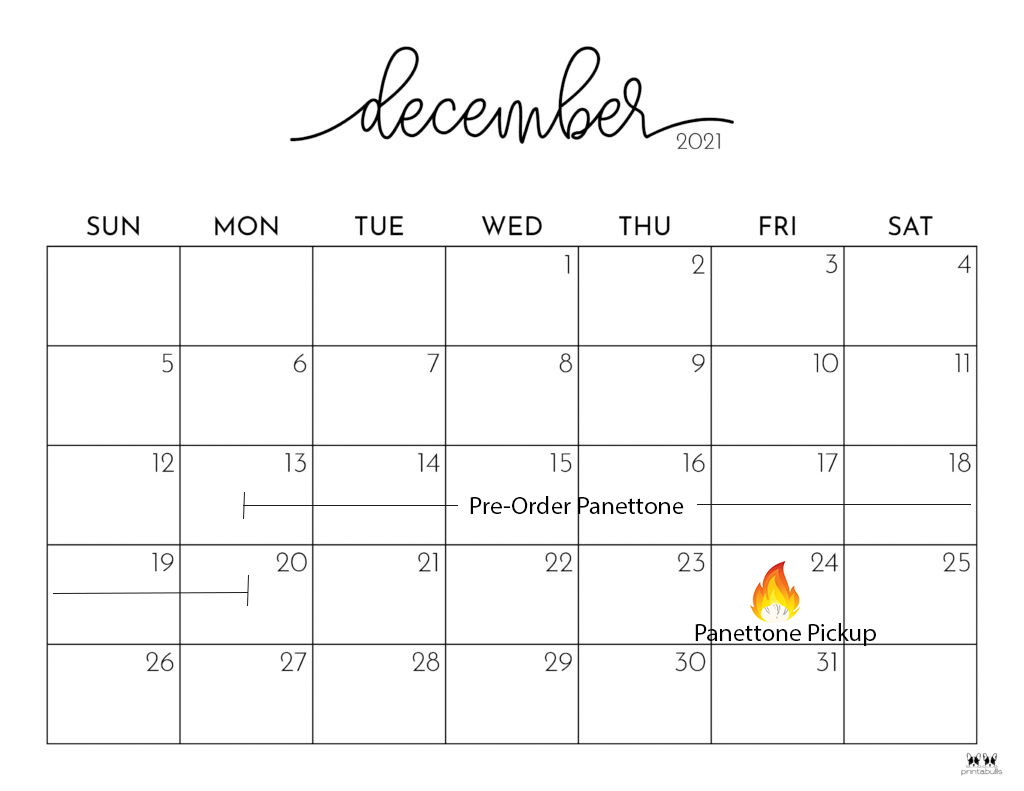 december
2021
SUN MON TUE WED THU FRI SAT
1 2 3 4
5 6 7 8 9 10 11
12 13 14 15 16 17 18
Pre-Order Panettone
19 20 21 22 23 24 25
Panettone Pickup
26 27 28 29 30 31
printabulls